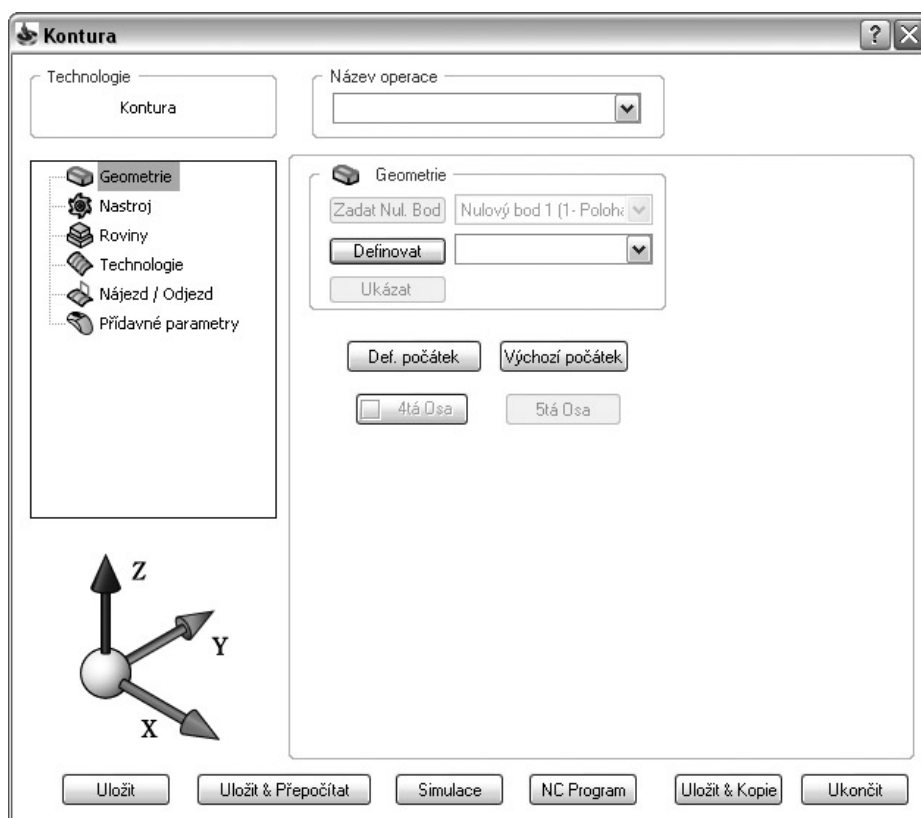 Kontura
Technologie
Kontura
Název operace
Geometrie
Nastroj
Roviny
Technologie
Nájezd / Odjezd
Přídavné parametry
Geometrie
Zadat Nul. Bod
Nulový bod 1 (1- Poloha
Definovat
Ukázat
Def. počátek
Výchozí počátek
4tá Osa
5tá Osa
Z
Y
X
Uložit
Uložit & Přepočítat
Simulace
NC Program
Uložit & Kopie
Ukončit